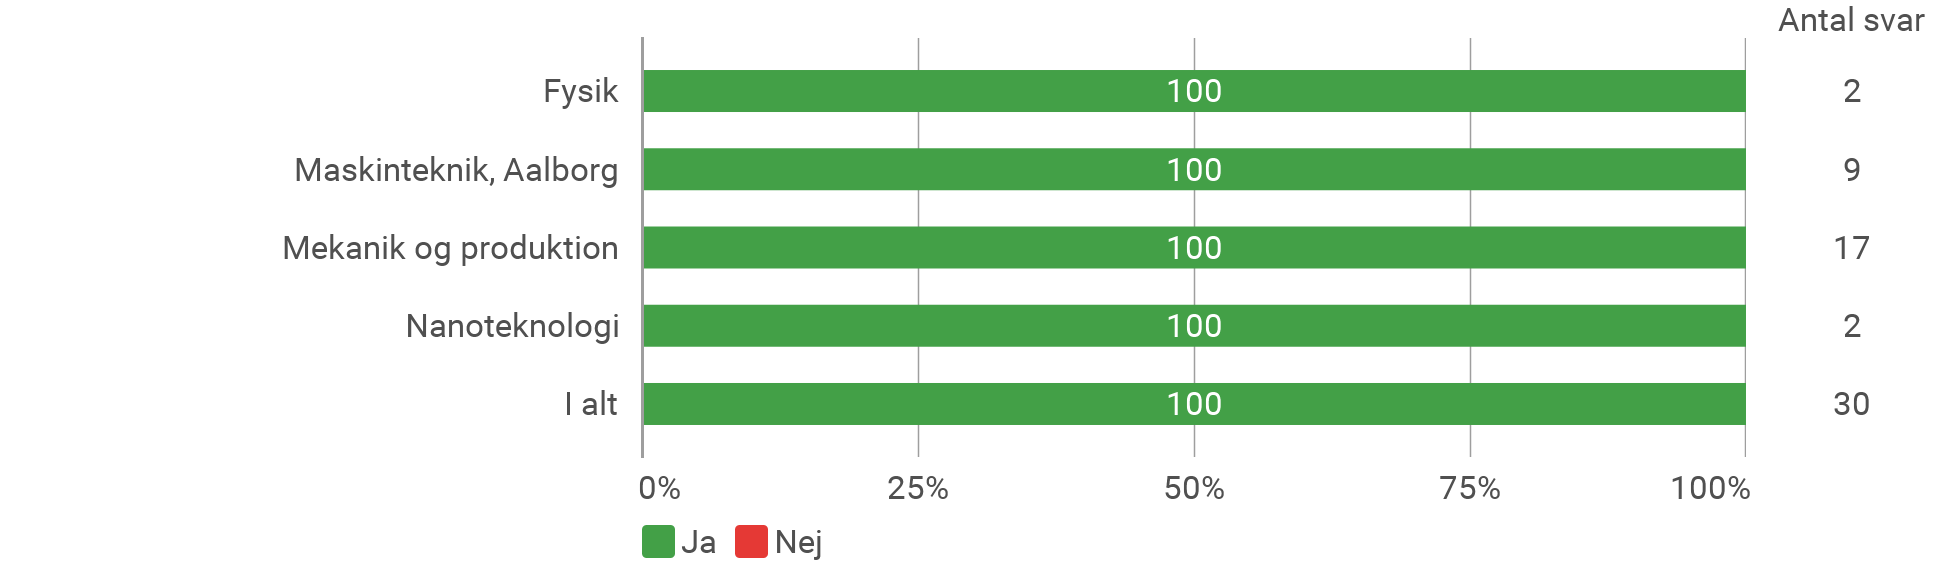 Antal svar
Fysik 100 2
Maskinteknik, Aalborg 100 9
Mekanik og produktion 100 17
Nanoteknologi 100 2
I alt 100 30
0% 25% 50% 75% 100%
Ja Nej